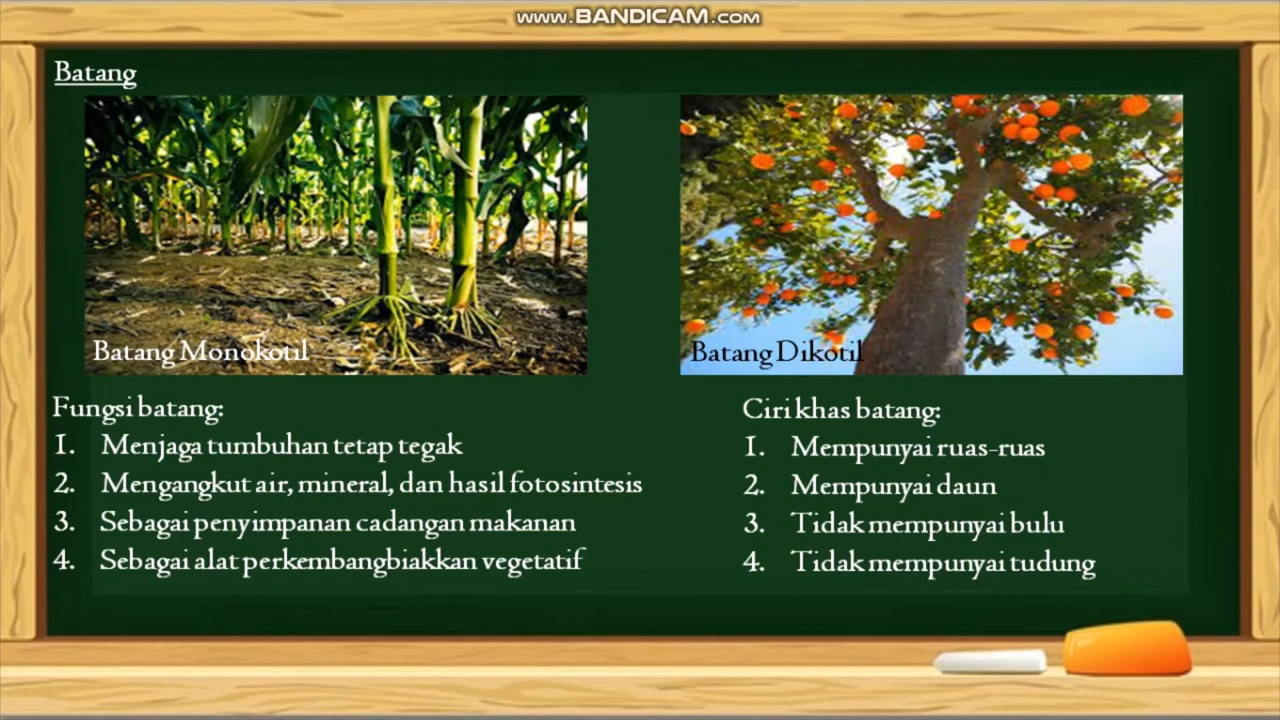 www.BANDICAM.com
Batang
Batang Monokotil
Batang Dikotil
Fungsi batang:
1. Menjaga tumbuhan tetap tegak
2. Mengangkut air, mineral, dan hasil fotosintesis
3. Sebagai penyimpanan cadangan makanan
4. Sebagai alat perkembangbiakkan vegetatif
Ciri khas batang:
1. Mempunyai ruas-ruas
2. Mempunyai daun
3. Tidak mempunyai bulu
4. Tidak mempunyai tudung